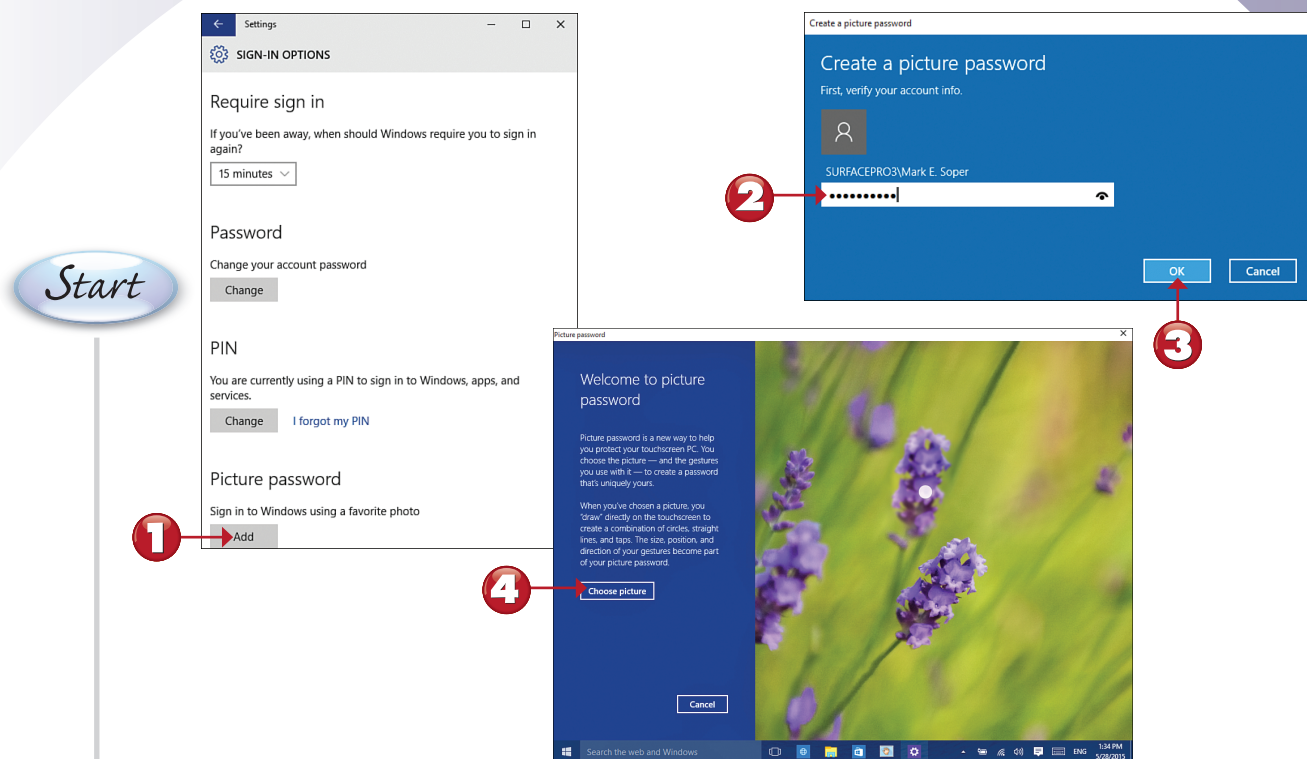 Settings
SIGN-IN OPTIONS
Require sign in
If you've been away, when should Windows require you to sign in
again?
15 minutes
Password
Change your account password
Change
PIN
You are currently using a PIN to sign in to Windows, apps, and
services.
Change I forgot my PIN
Picture password
Sign in to Windows using a favorite photo
Add
1
Start
Create a picture password
Create a picture password
First, verify your account info.
SURFACEPRO3\Mark E. Soper
2
OK Cancel
3
Picture password
Welcome to picture
password
Picture password is a new way to help
you protect your touchscreen PC. You
choose the picture — and the gestures
you use with it — to create a password
that's uniquely yours.
When you've chosen a picture, you
"draw" directly on the touchscreen to
create a combination of circles, straight
lines, and taps. The size, position, and
direction of your gestures become part
of your picture password.
4
Choose picture
Cancel
Search the web and Windows
ENG
1:34 PM
5/28/2015